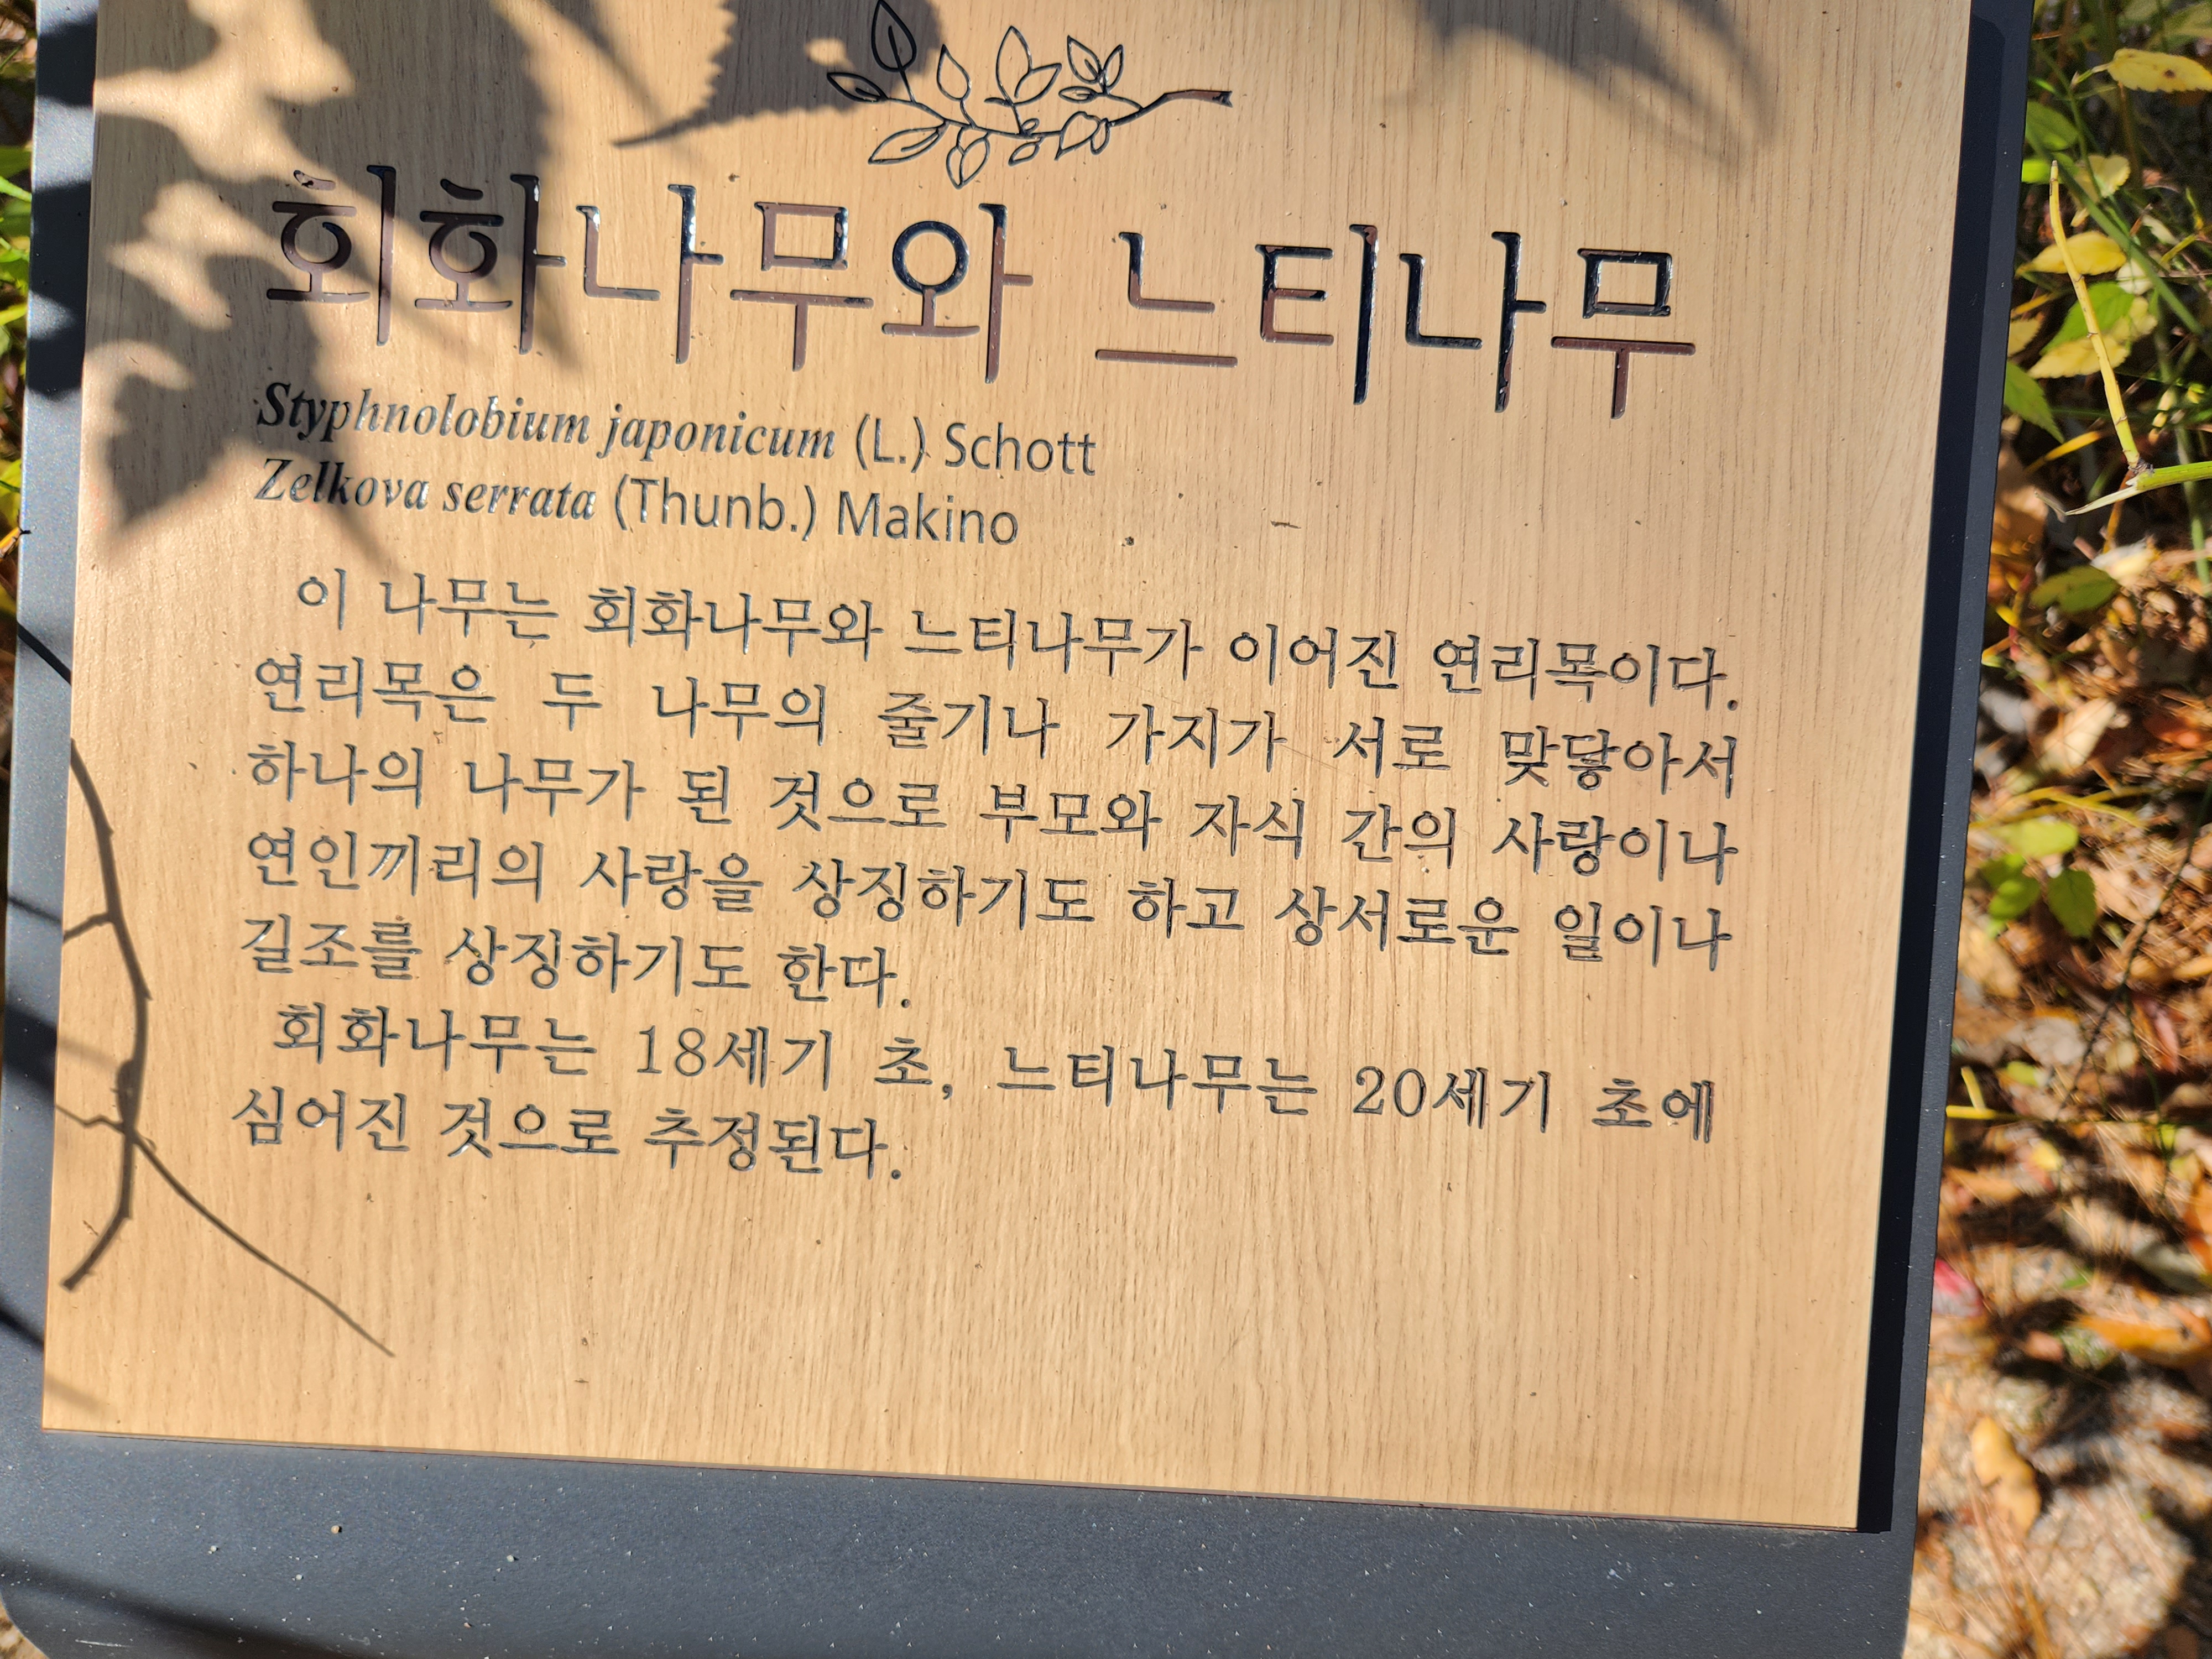 회화나무와 느티나무
Styphnolobium japonicum (L.) Schott
Zelkova serrata (Thunb.) Makino
이 나무는 회화나무와 느티나무가 이어진 연리목이다.
연리목은 두 나무의 줄기나 가지가 서로 맞닿아서
하나의 나무가 된 것으로 부모와 자식 간의 사랑이나
연인끼리의 사랑을 상징하기도 하고 상서로운 일이나
길조를 상징하기도 한다.
회화나무는 18세기 초, 느티나무는 20세기 초에
심어진 것으로 추정된다.